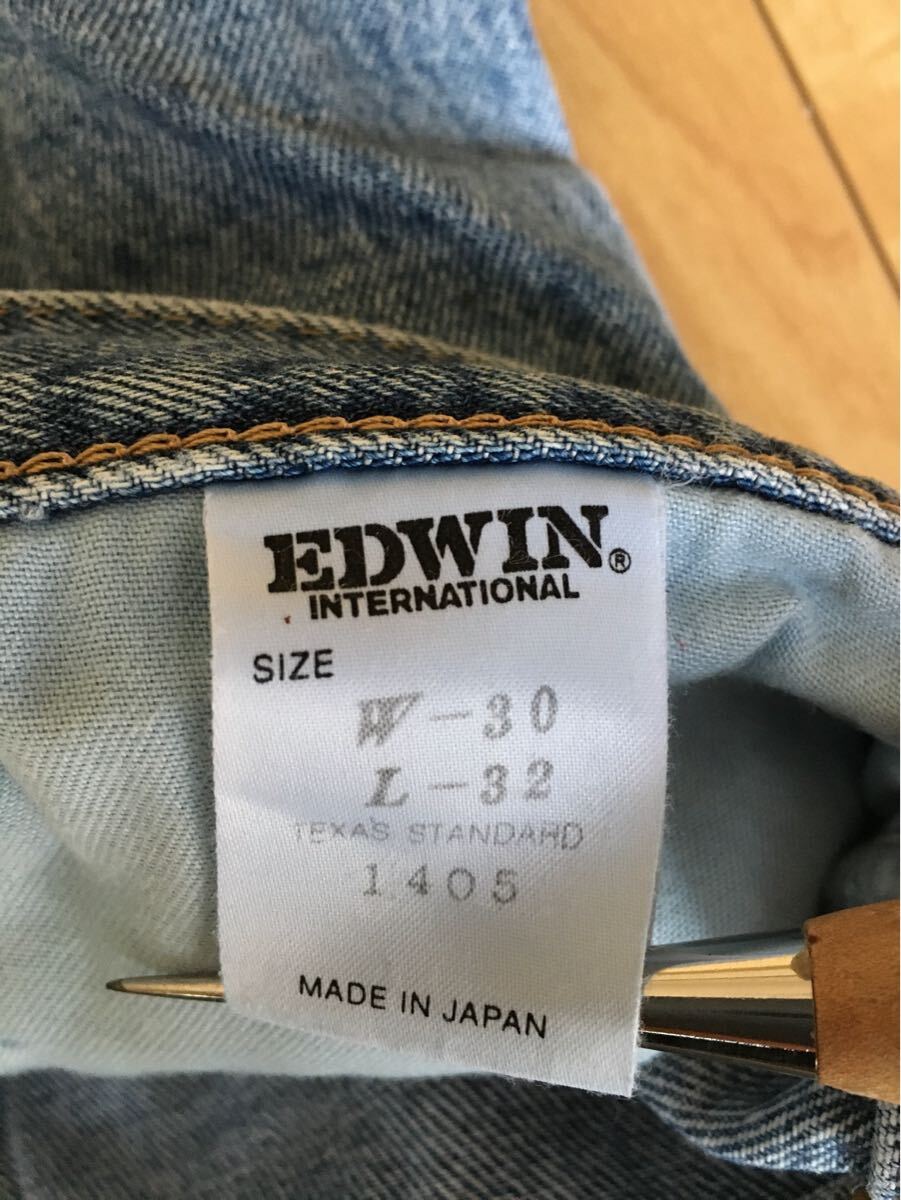 EDWIN®
INTERNATIONAL
SIZE
W-30
L-32
TEXAS STANDARD
1405
MADE IN JAPAN